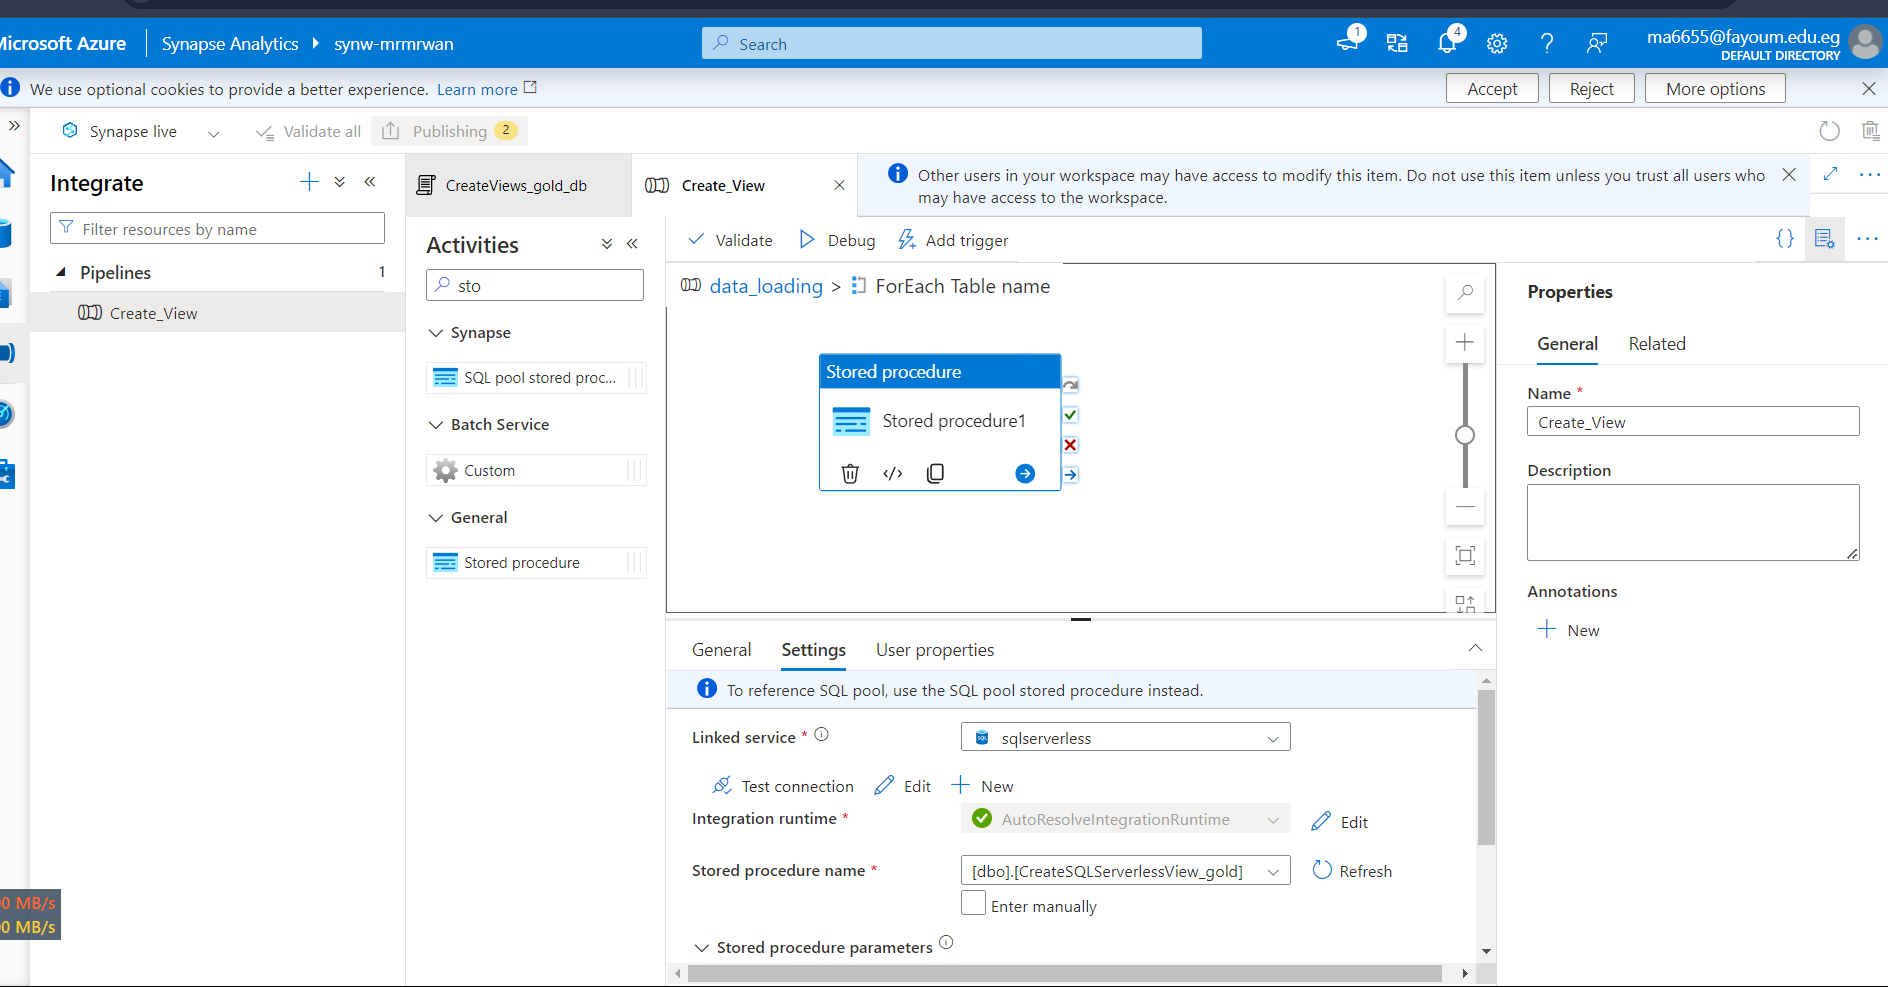 Microsoft Azure
Synapse Analytics
synw-mrmrwan
Search
1
4
ma6655@fayoum.edu.eg
DEFAULT DIRECTORY
We use optional cookies to provide a better experience. Learn more
Accept
Reject
More options
Synapse live
Validate all
Publishing 2
Integrate
Filter resources by name
Pipelines 1
Create_View
CreateViews_gold_db
Create_View
Other users in your workspace may have access to modify this item. Do not use this item unless you trust all users who
may have access to the workspace.
Activities
sto
Synapse
SQL pool stored proc...
Batch Service
Custom
General
Stored procedure
Validate
Debug
Add trigger
data_loading > ForEach Table name
Stored procedure
Stored procedure1
General
Settings
User properties
To reference SQL pool, use the SQL pool stored procedure instead.
Linked service *
sqlserverless
Test connection
Edit
New
Integration runtime *
AutoResolveIntegrationRuntime
Edit
Stored procedure name *
[dbo].[CreateSQLServerlessView_gold]
Refresh
Enter manually
Stored procedure parameters
Properties
General
Related
Name *
Create_View
Description
Annotations
New
00 MB/s
00 MB/s